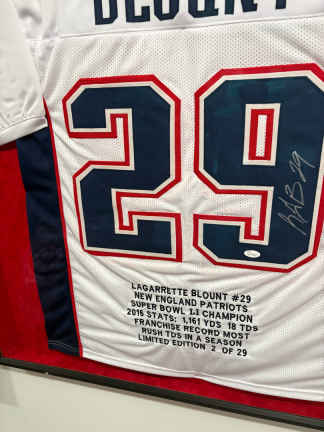 BLOUNT
29
LAGARRETTE BLOUNT #29
NEW ENGLAND PATRIOTS
SUPER BOWL LI CHAMPION
2016 STATS: 1,161 YDS 18 TDS
FRANCHISE RECORD MOST
RUSH TDS IN A SEASON
LIMITED EDITION 2 OF 29